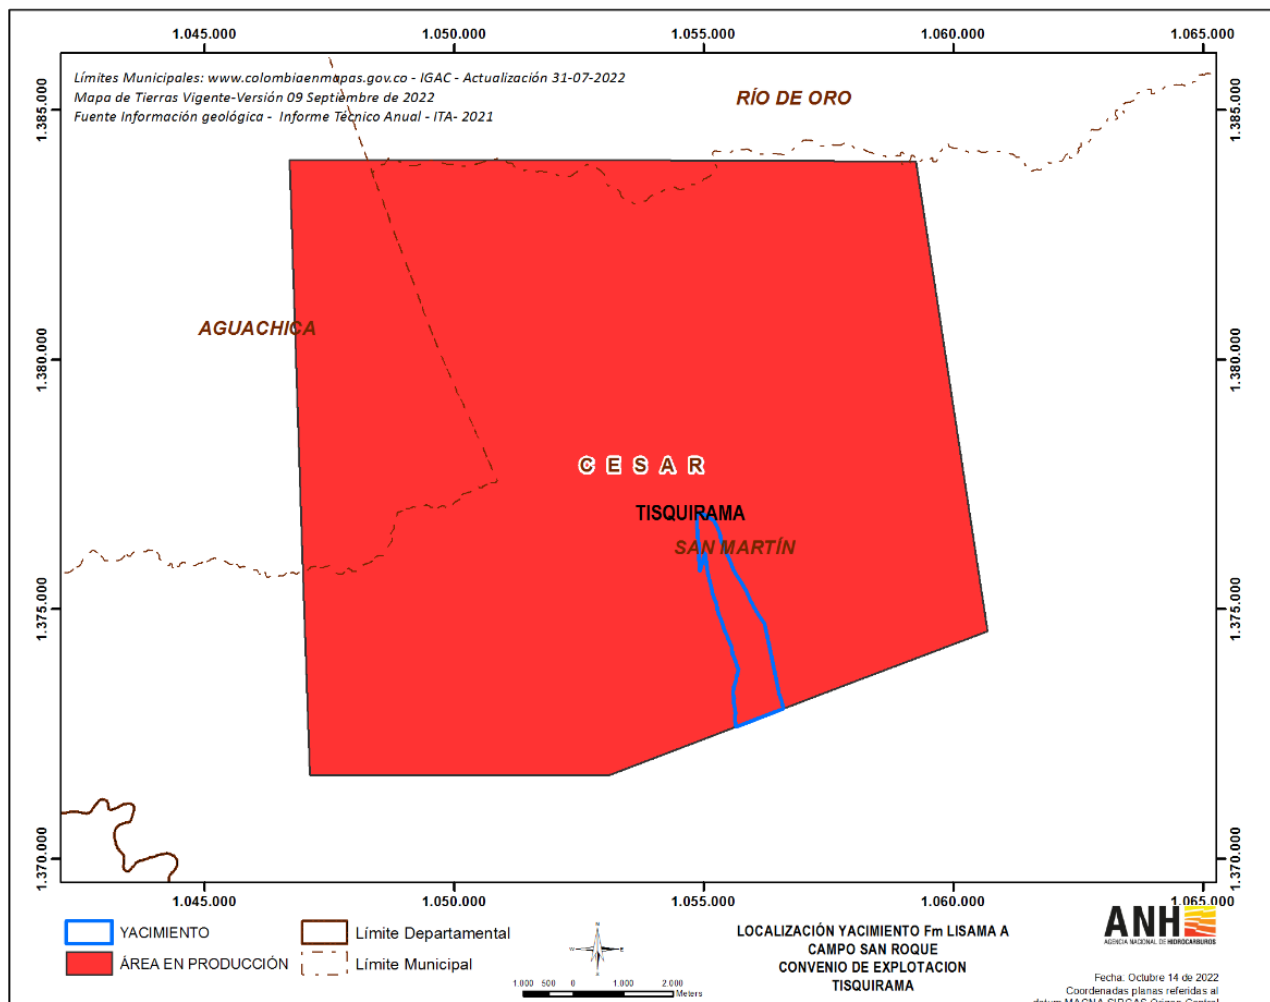 1.045.000 1.050.000 1.055.000 1.060.000 1.065.000
Límites Municipales: www.colombiaenmapas.gov.co - IGAC - Actualización 31-07-2022
Mapa de Tierras Vigente-Versión 09 Septiembre de 2022
Fuente Información geológica - Informe Técnico Anual - ITA- 2021
RÍO DE ORO
1.385.000 1.385.000
AGUACHICA
1.380.000 1.380.000
CESAR
TISQUIRAMA
SAN MARTÍN
1.375.000 1.375.000
1.370.000 1.370.000
1.045.000 1.050.000 1.055.000 1.060.000 1.065.000
YACIMIENTO
ÁREA EN PRODUCCIÓN
Límite Departamental
Límite Municipal
N
W E
S
1.000 500 0 1.000 2.000
Meters
LOCALIZACIÓN YACIMIENTO Fm LISAMA A
CAMPO SAN ROQUE
CONVENIO DE EXPLOTACION
TISQUIRAMA
ANH
AGENCIA NACIONAL DE HIDROCARBUROS
Fecha: Octubre 14 de 2022
Coordenadas planas referidas al
datum MAGNA-SIRGAS Origen Central